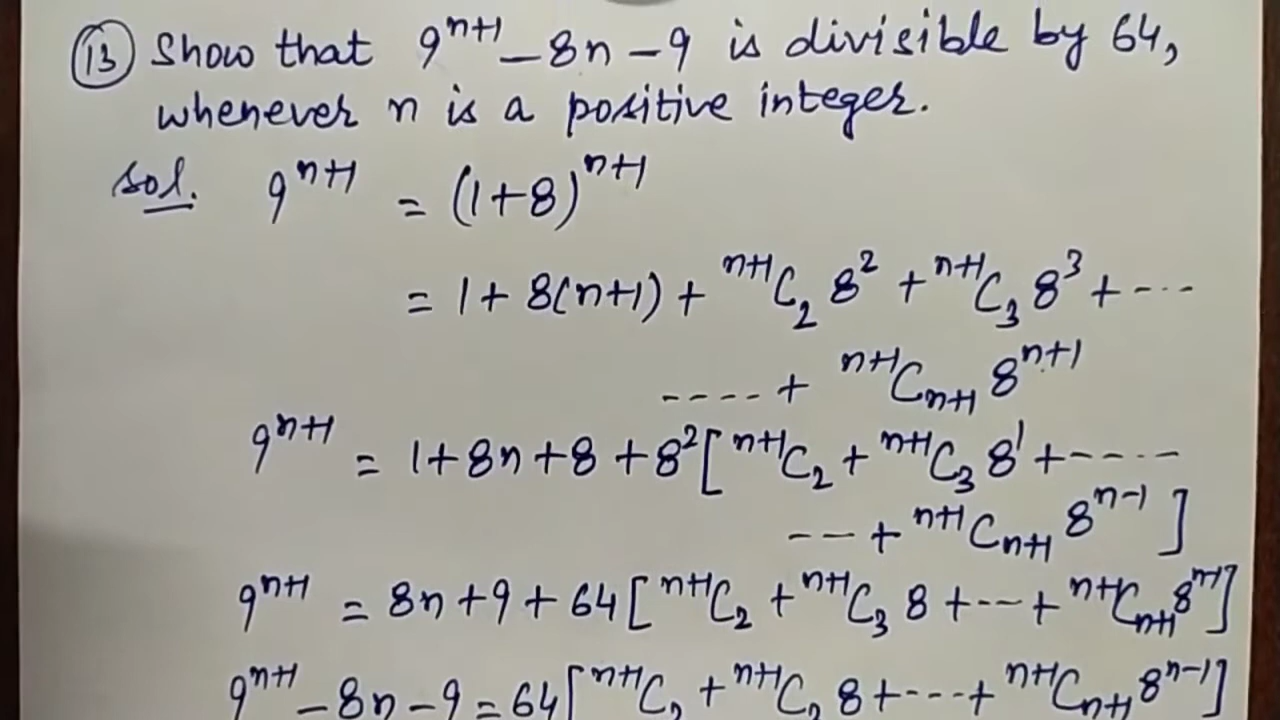 (13) Show that 9^{n+1} - 8n - 9 is divisible by 64,
whenever n is a positive integer.
Sol. 9^{n+1} = (1+8)^{n+1}
= 1 + 8(n+1) + ^{n+1}C_2 8^2 + ^{n+1}C_3 8^3 + ---
---- + ^{n+1}C_{n+1} 8^{n+1}
9^{n+1} = 1+8n+8+8^2[^{n+1}C_2 + ^{n+1}C_3 8^1 + ----
--- + ^{n+1}C_{n+1} 8^{n-1}]
9^{n+1} = 8n+9+64[^{n+1}C_2 + ^{n+1}C_3 8 + --- + ^{n+1}C_{n+1} 8^{n-1}]
9^{n+1} - 8n - 9 = 64[^{n+1}C_2 + ^{n+1}C_3 8 + --- + ^{n+1}C_{n+1} 8^{n-1}]